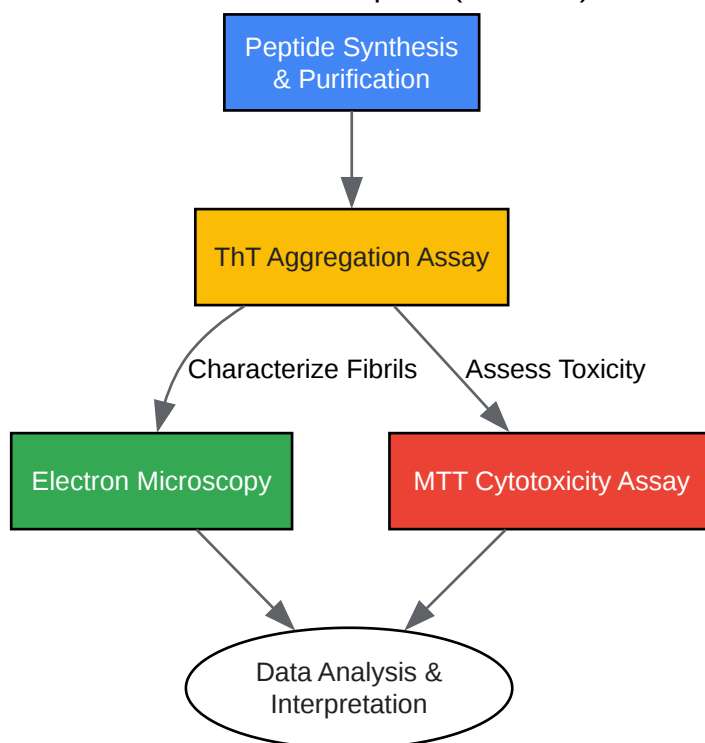 Peptide Synthesis
& Purification
ThT Aggregation Assay
Characterize Fibrils
Assess Toxicity
Electron Microscopy
MTT Cytotoxicity Assay
Data Analysis &
Interpretation